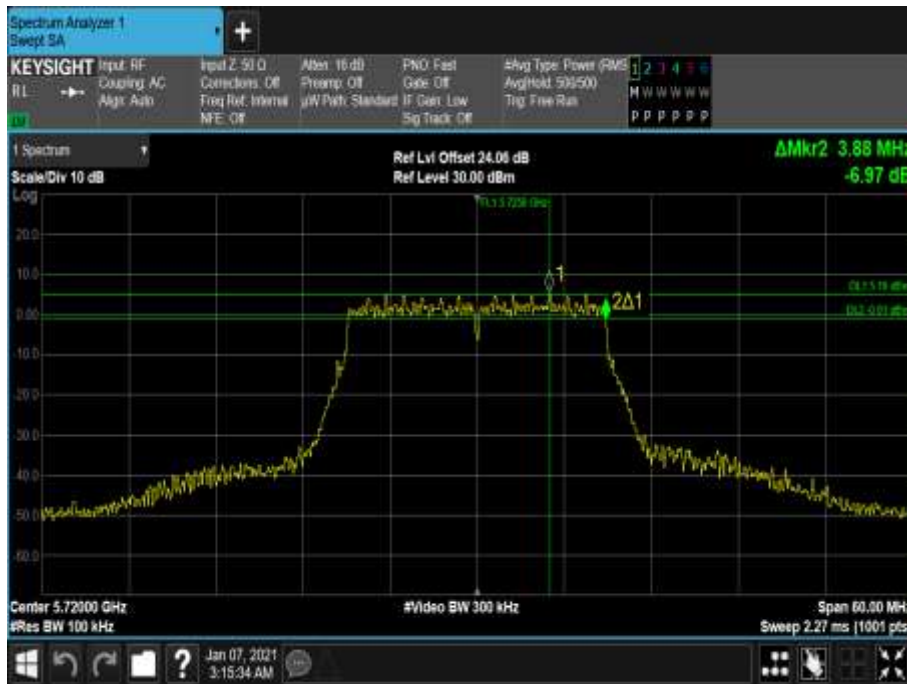 Spectrum Analyzer 1
Swept SA
+
KEYSIGHT
RL
Input: RF
Coupling: AC
Align: Auto
Input Z: 50 Ω
Corrections: Off
Freq Ref: Internal
NFE: Off
Atten: 16 dB
Preamp: Off
µW Path: Standard
PNO: Fast
Gate: Off
IF Gain: Low
Sig Track: Off
#Avg Type: Power (RMS
Avg|Hold: 500/500
Trig: Free Run
1 2 3 4 5 6
M W W W W W
P P P P P P
1 Spectrum
Scale/Div 10 dB
Log
Ref Lvl Offset 24.06 dB
Ref Level 30.00 dBm
ΔMkr2 3.88 MHz
-6.97 dB
20.0
10.0
0.00
-10.0
-20.0
-30.0
-40.0
-50.0
-60.0
1
2Δ1
Center 5.72000 GHz
#Res BW 100 kHz
#Video BW 300 kHz
Span 60.00 MHz
Sweep 2.27 ms (1001 pts
?
Jan 07, 2021
3:15:34 AM